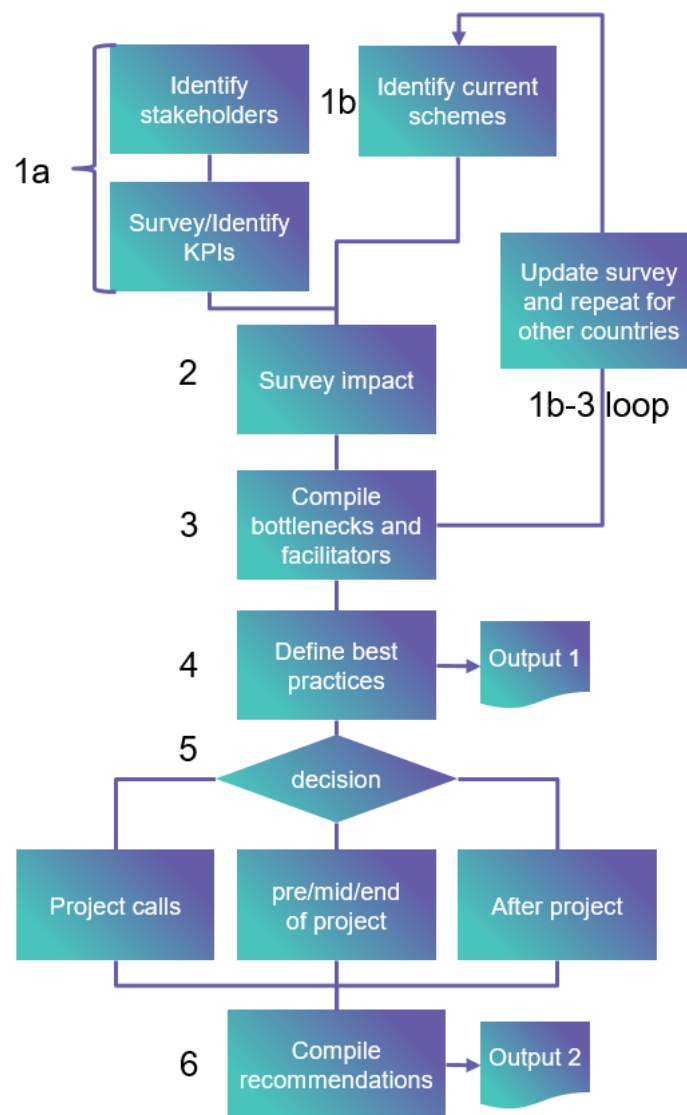 1a
Identify
stakeholders
Survey/Identify
KPIs
1b
Identify current
schemes
Update survey
and repeat for
other countries
1b-3 loop
2
Survey impact
3
Compile
bottlenecks and
facilitators
4
Define best
practices
Output 1
5
decision
Project calls
pre/mid/end
of project
After project
6
Compile
recommendations
Output 2